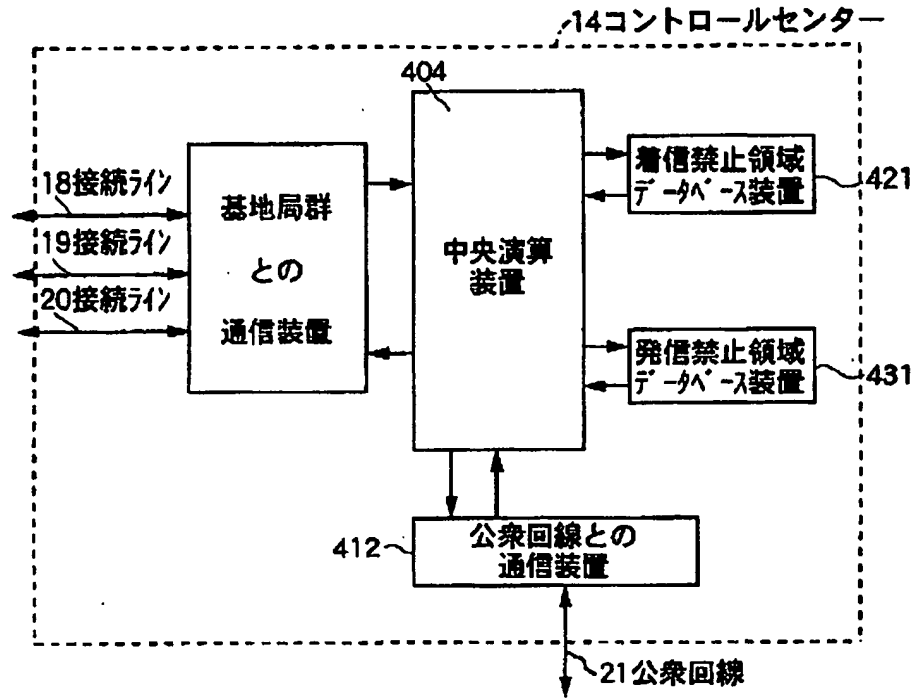 14コントロールセンター
404
18接続ライン
19接続ライン
20接続ライン
基地局群
との
通信装置
中央演算
装置
着信禁止領域
データベース装置
421
発信禁止領域
データベース装置
431
412
公衆回線との
通信装置
21公衆回線